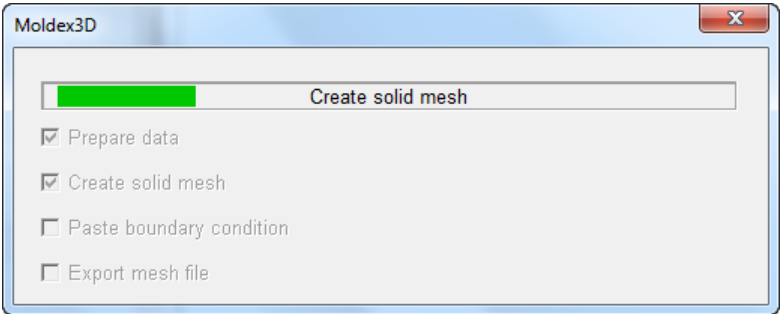 Moldex3D
Create solid mesh
Prepare data
Create solid mesh
Paste boundary condition
Export mesh file